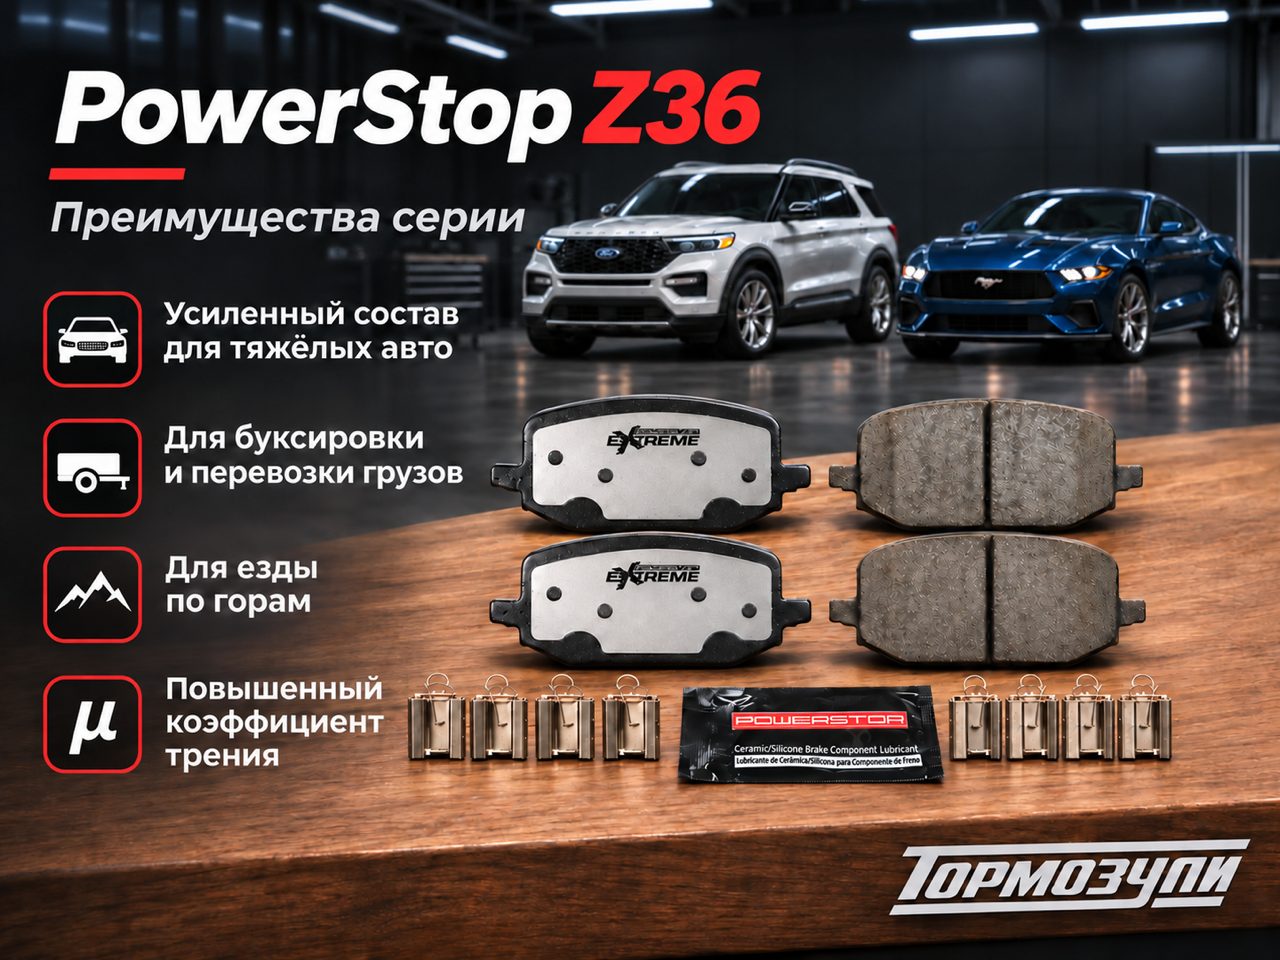 PowerStop Z36
Преимущества серии
Усиленный состав
для тяжёлых авто
Для буксировки
и перевозки грузов
Для езды
по горам
μ
Повышенный
коэффициент
трения
Ford
EXTREME
EXTREME
POWERSTOP
Ceramic/Silicone Brake Component Lubricant
Lubricante de Cerámica/Silicona para Componente de Freno
ТОРМОЗУЛИ